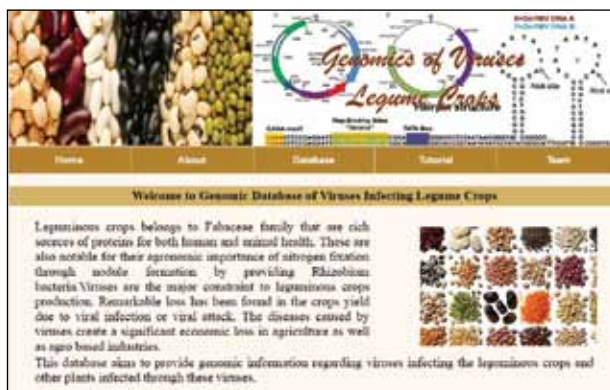 Genomics of Viruses
Legume Crops
Home About Database Tutorial Team
Welcome to Genomic Database of Viruses Infecting Legume Crops
Leguminous crops belongs to Fabaceae family that are rich
sources of proteins for both human and animal health. These are
also notable for their agronomic importance of nitrogen fixation
through nodule formation by providing Rhizobium
bacteria.Viruses are the major constraint to leguminous crops
production. Remarkable loss has been found in the crops yield
due to viral infection or viral attack. The diseases caused by
viruses create a significant economic loss in agriculture as well
as agro based industries.
This database aims to provide genomic information regarding viruses infecting the leguminous crops and
other plants infected through these viruses.